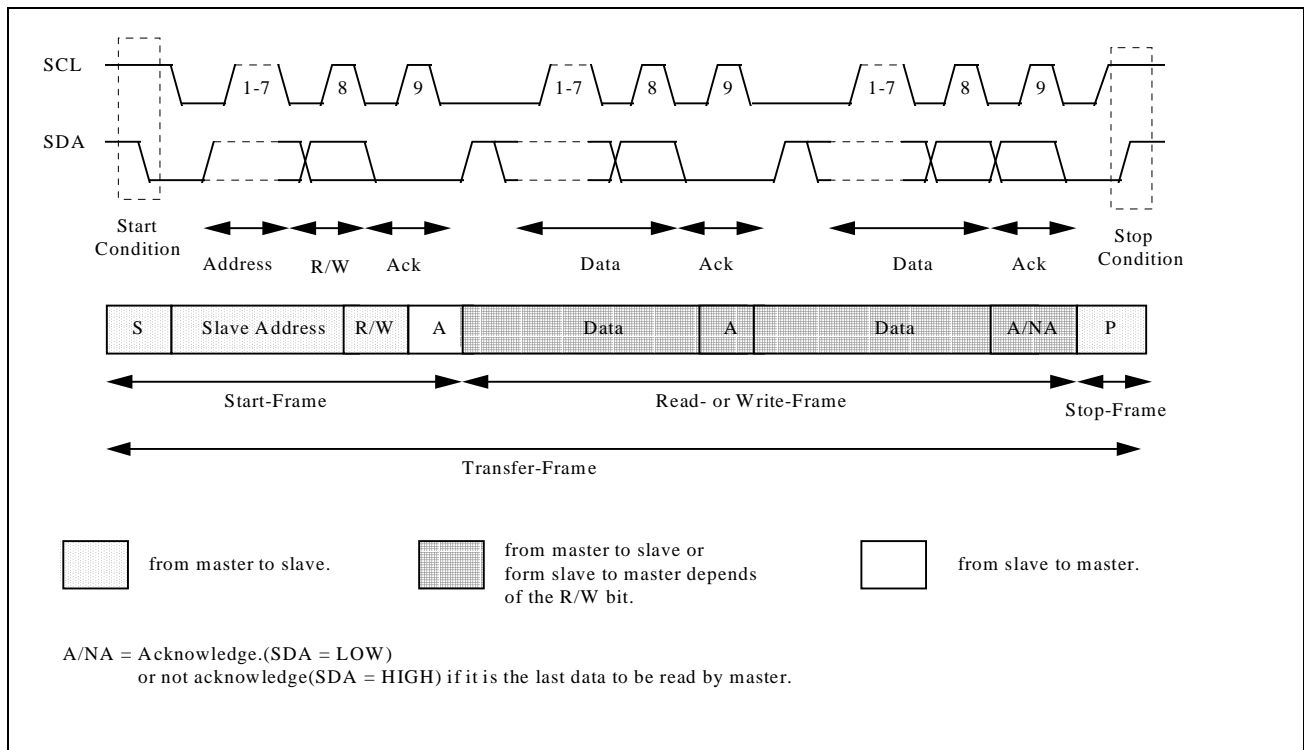 SCL
1-7 8 9 1-7 8 9 1-7 8 9
SDA
Start
Condition
Address R/W Ack Data Ack Data Ack
Stop
Condition
S Slave Address R/W A Data A Data A/NA P
Start-Frame Read- or Write-Frame Stop-Frame
Transfer-Frame
from master to slave.
from master to slave or
form slave to master depends
of the R/W bit.
from slave to master.
A/NA = Acknowledge.(SDA = LOW)
or not acknowledge(SDA = HIGH) if it is the last data to be read by master.